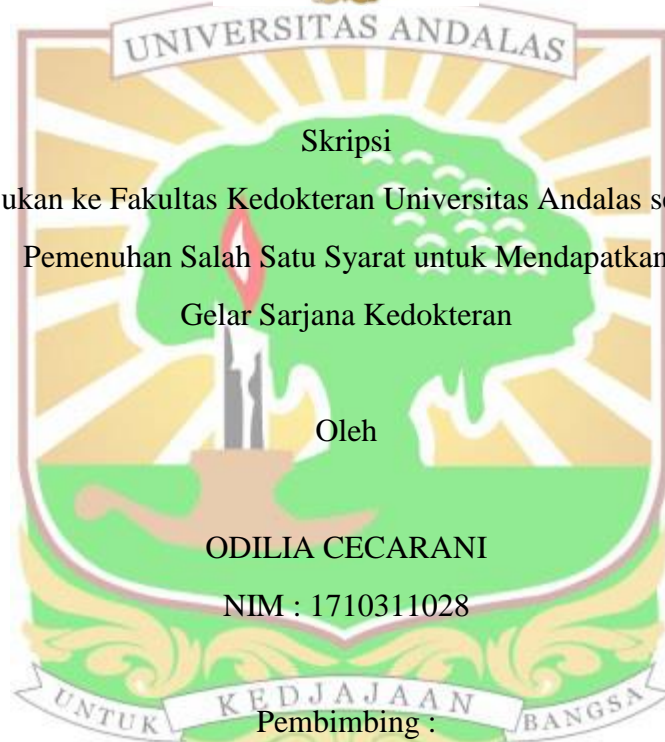 UNIVERSITAS ANDALAS
Skripsi
ukan ke Fakultas Kedokteran Universitas Andalas se
Pemenuhan Salah Satu Syarat untuk Mendapatkan
Gelar Sarjana Kedokteran
Oleh
ODILIA CECARANI
NIM : 1710311028
UNTUK KEDJAJAAN BANGSA
Pembimbing :